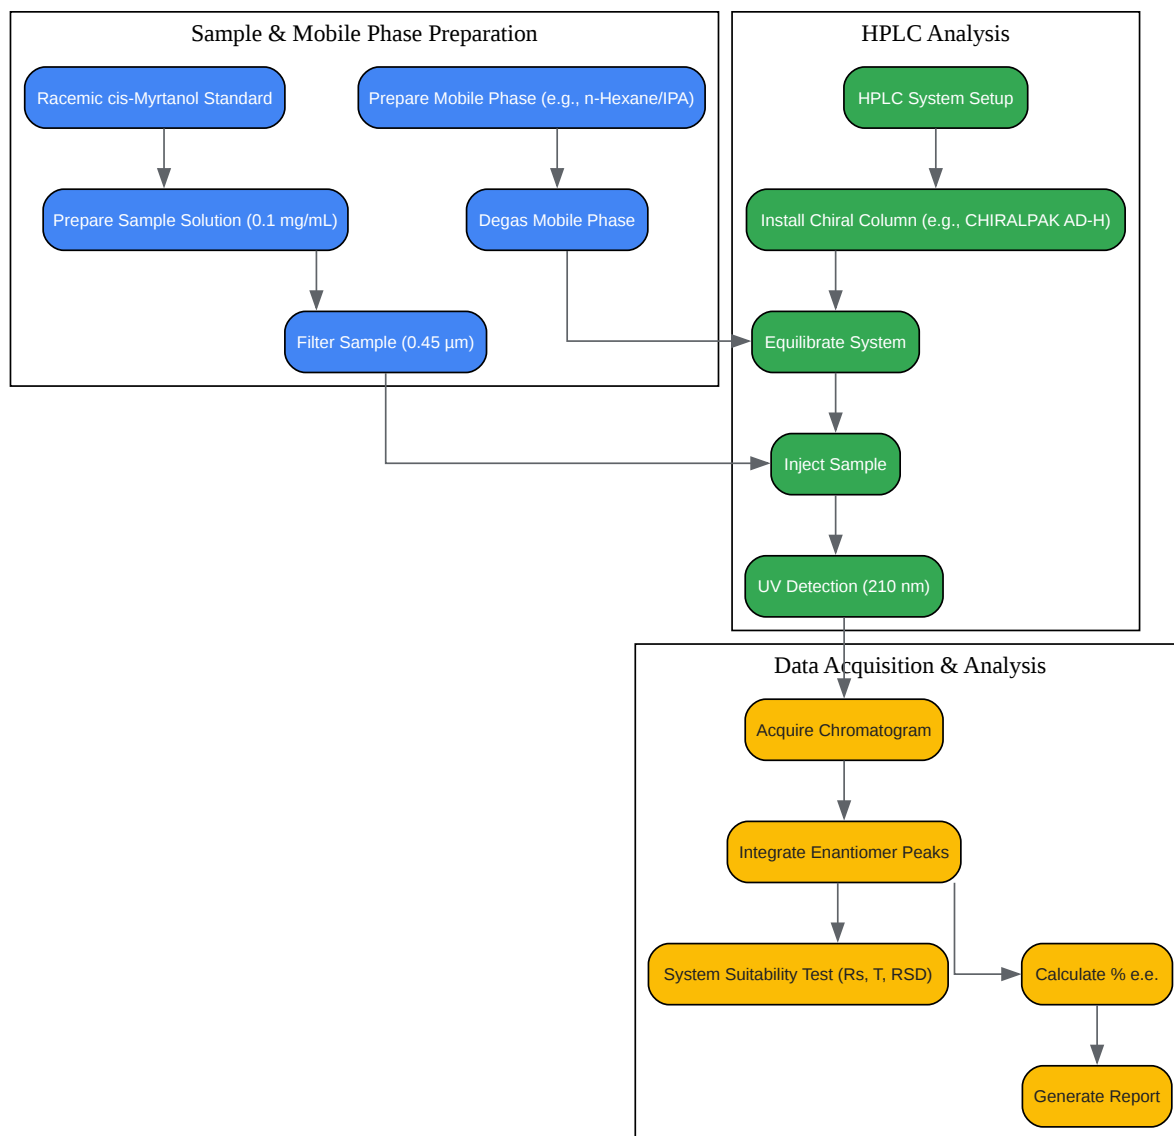 Sample & Mobile Phase Preparation
Racemic cis-Myrtanol Standard
Prepare Mobile Phase (e.g., n-Hexane/IPA)
Prepare Sample Solution (0.1 mg/mL)
Degas Mobile Phase
Filter Sample (0.45 µm)
HPLC Analysis
HPLC System Setup
Install Chiral Column (e.g., CHIRALPAK AD-H)
Equilibrate System
Inject Sample
UV Detection (210 nm)
Data Acquisition & Analysis
Acquire Chromatogram
Integrate Enantiomer Peaks
System Suitability Test (Rs, T, RSD)
Calculate % e.e.
Generate Report